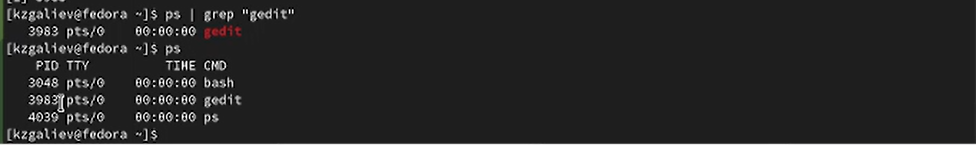 [kzgaliev@fedora ~]$ ps | grep "gedit"
3983 pts/0 00:00:00 gedit
[kzgaliev@fedora ~]$ ps
PID TTY TIME CMD
3048 pts/0 00:00:00 bash
3983 pts/0 00:00:00 gedit
4039 pts/0 00:00:00 ps
[kzgaliev@fedora ~]$